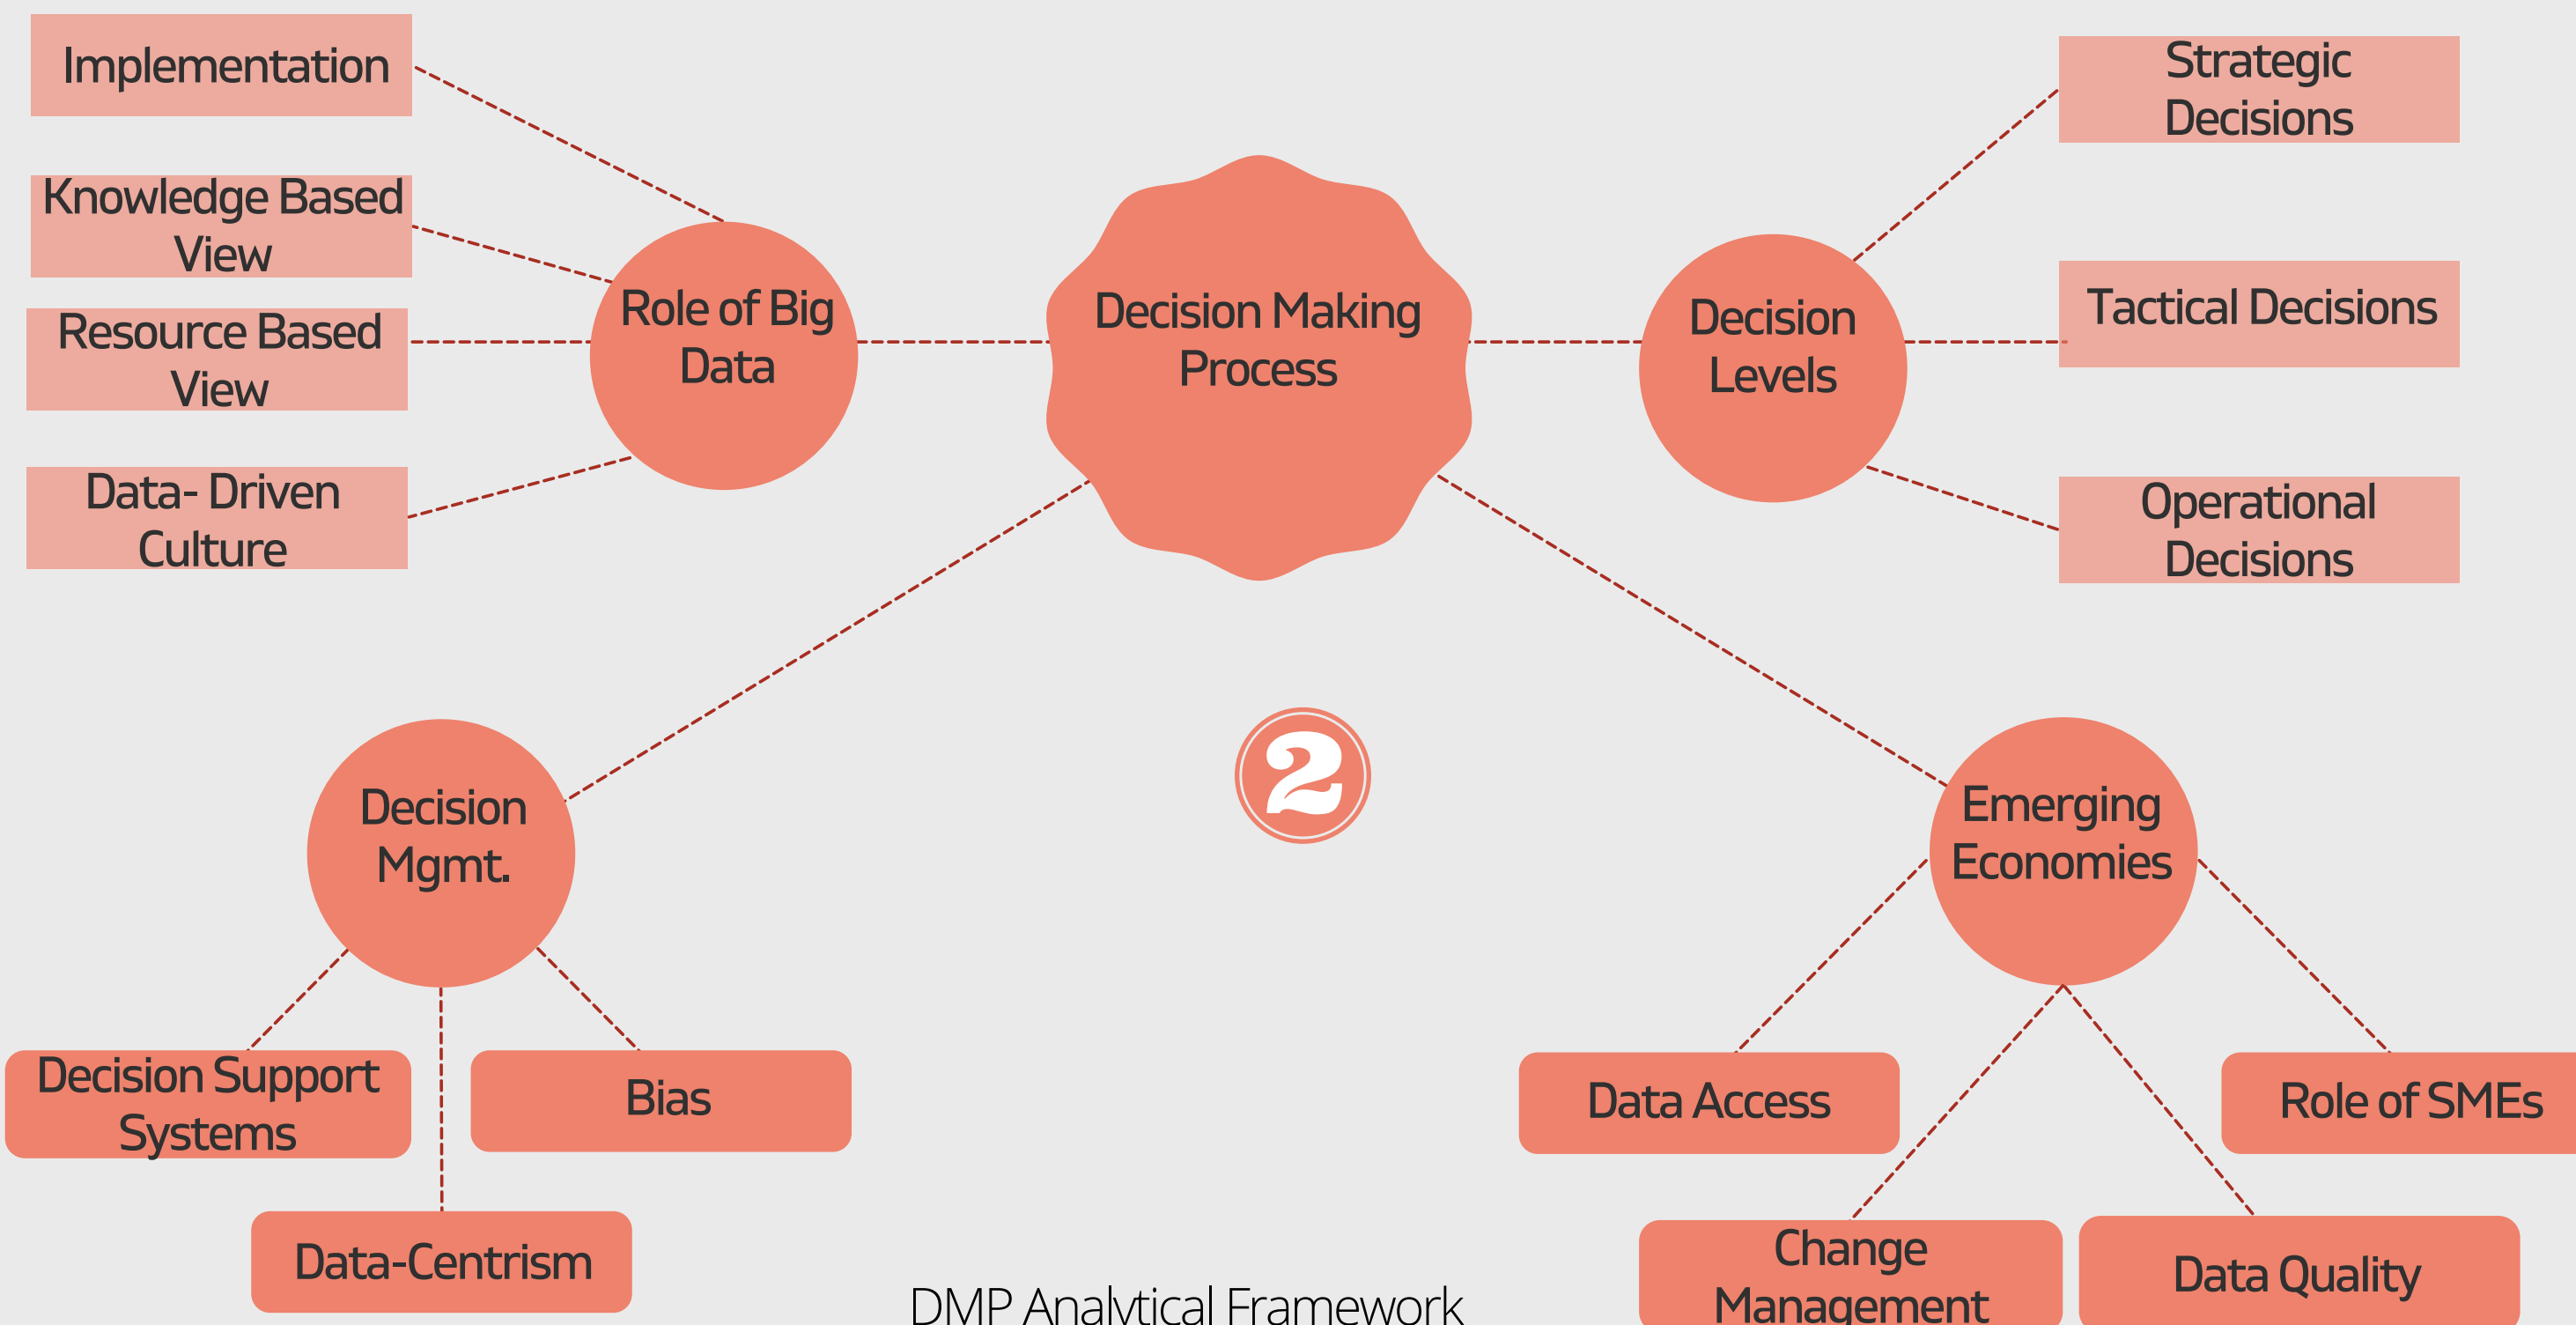 Implementation
Knowledge Based
View
Resource Based
View
Data- Driven
Culture
Role of Big
Data
Decision Making
Process
Decision
Levels
Strategic
Decisions
Tactical Decisions
Operational
Decisions
2
Decision
Mgmt.
Decision Support
Systems
Bias
Data-Centrism
Emerging
Economies
Data Access
Role of SMEs
Change
Management
Data Quality
DMP Analytical Framework